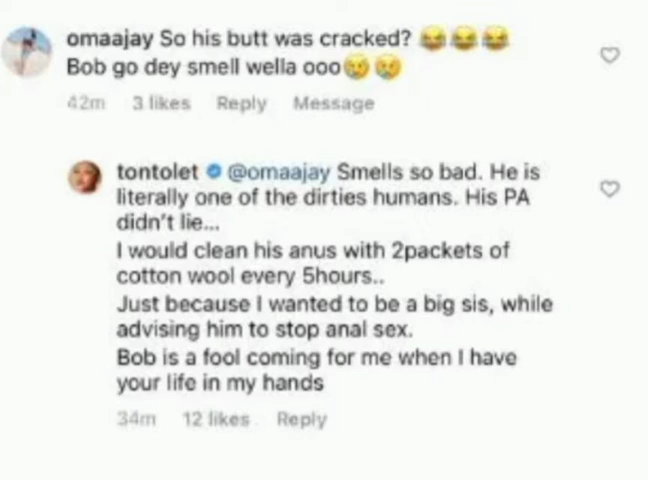 omaajay So his butt was cracked? 😂😂😂
Bob go dey smell wella ooo😢😢
42m 3 likes Reply Message
tontolet @omaajay Smells so bad. He is
literally one of the dirties humans. His PA
didn't lie...
I would clean his anus with 2packets of
cotton wool every 5hours..
Just because I wanted to be a big sis, while
advising him to stop anal sex.
Bob is a fool coming for me when I have
your life in my hands
34m 12 likes Reply